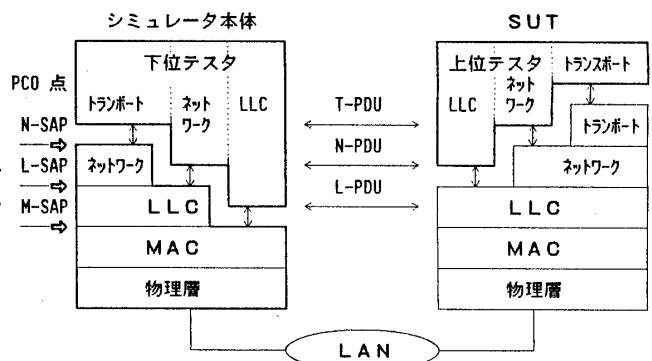 シミュレータ本体
SUT
下位テスタ
上位テスタ
トランスポート
PCO 点
トランポート
ネット
ワーク
LLC
LLC
ネット
ワーク
N-SAP
T-PDU
トランポート
ネットワーク
N-PDU
ネットワーク
L-SAP
L-PDU
M-SAP
LLC
LLC
MAC
MAC
物理層
物理層
LAN